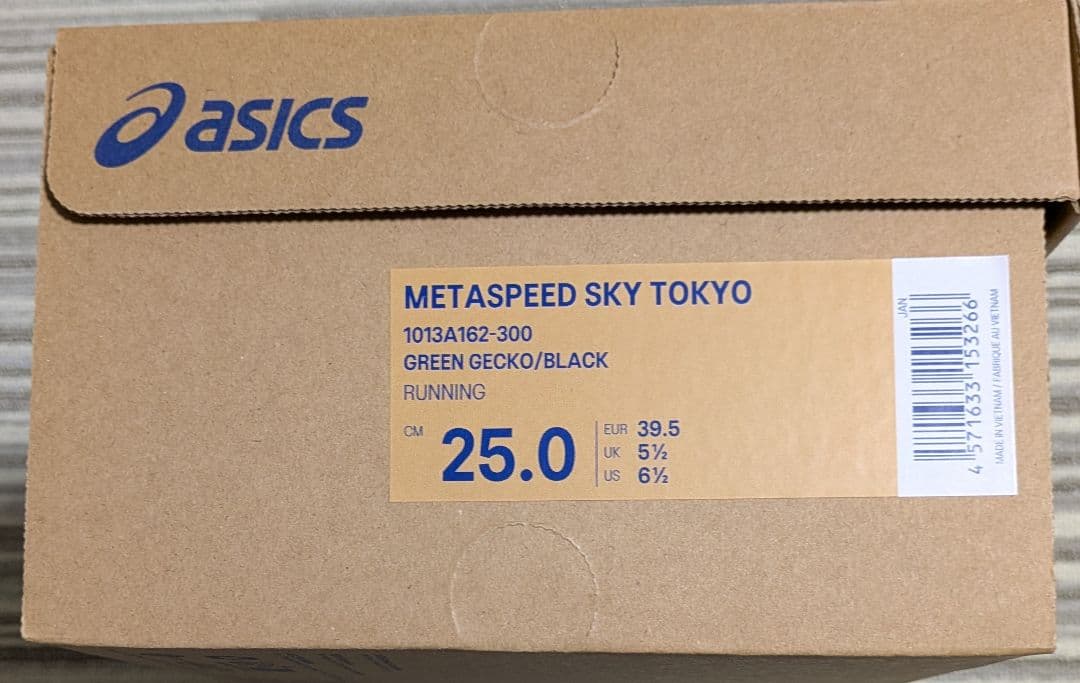 asics
METASPEED SKY TOKYO
1013A162-300
GREEN GECKO/BLACK
RUNNING
CM 25.0
EUR 39.5
UK 5½
US 6½
JAN
4 571633 153266
MADE IN VIETNAM / FABRIQUE AU VIETNAM